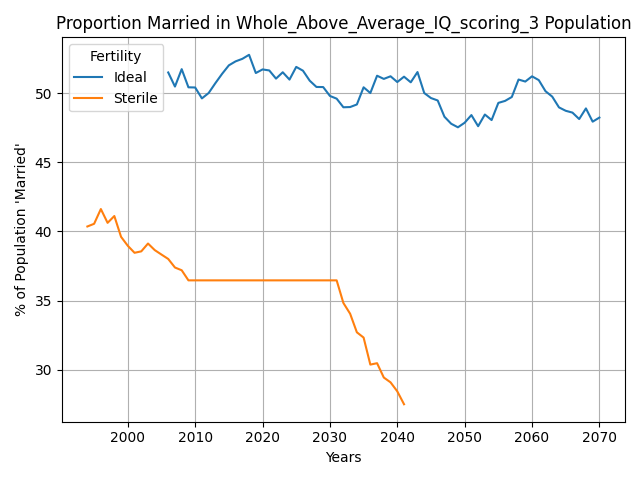 Proportion Married in Whole_Above_Average_IQ_scoring_3 Population
Fertility
Ideal
Sterile
% of Population 'Married'
50
45
40
35
30
2000 2010 2020 2030 2040 2050 2060 2070
Years